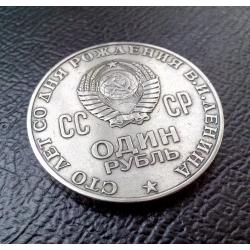 СТО ЛЕТ СО ДНЯ РОЖДЕНИЯ В.И.ЛЕНИНА
СС СР
ОДИН
РУБЛЬ